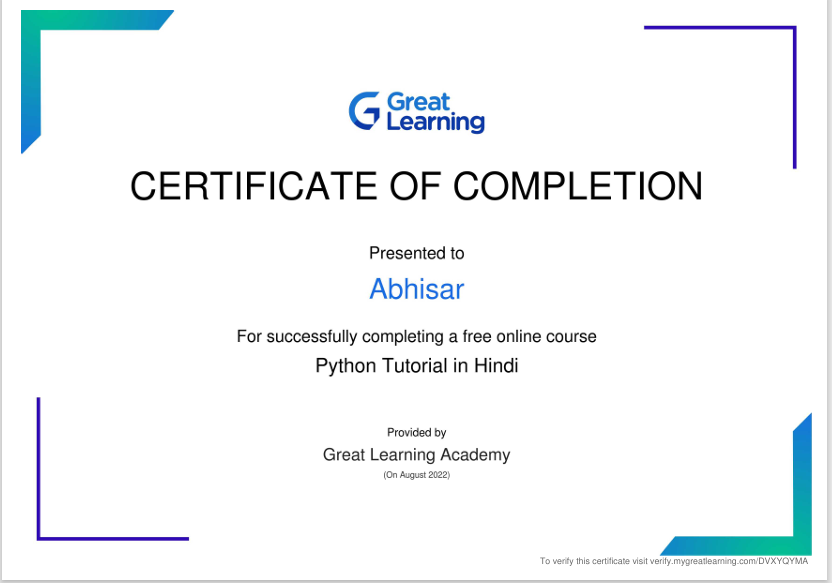 Great
Learning
CERTIFICATE OF COMPLETION
Presented to
Abhisar
For successfully completing a free online course
Python Tutorial in Hindi
Provided by
Great Learning Academy
(On August 2022)
To verify this certificate visit verify.mygreatlearning.com/DVXYQYMA